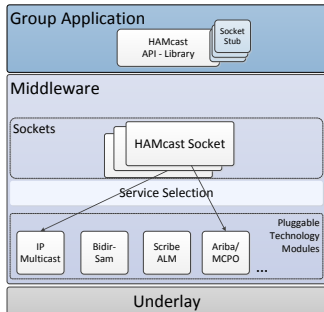 Group Application
HAMcast
API - Library
Socket
Stub
Middleware
Sockets
HAMcast Socket
Service Selection
Pluggable
Technology
Modules
IP
Multicast
Bidir-
Sam
Scribe
ALM
Ariba/
MCPO
...
Underlay